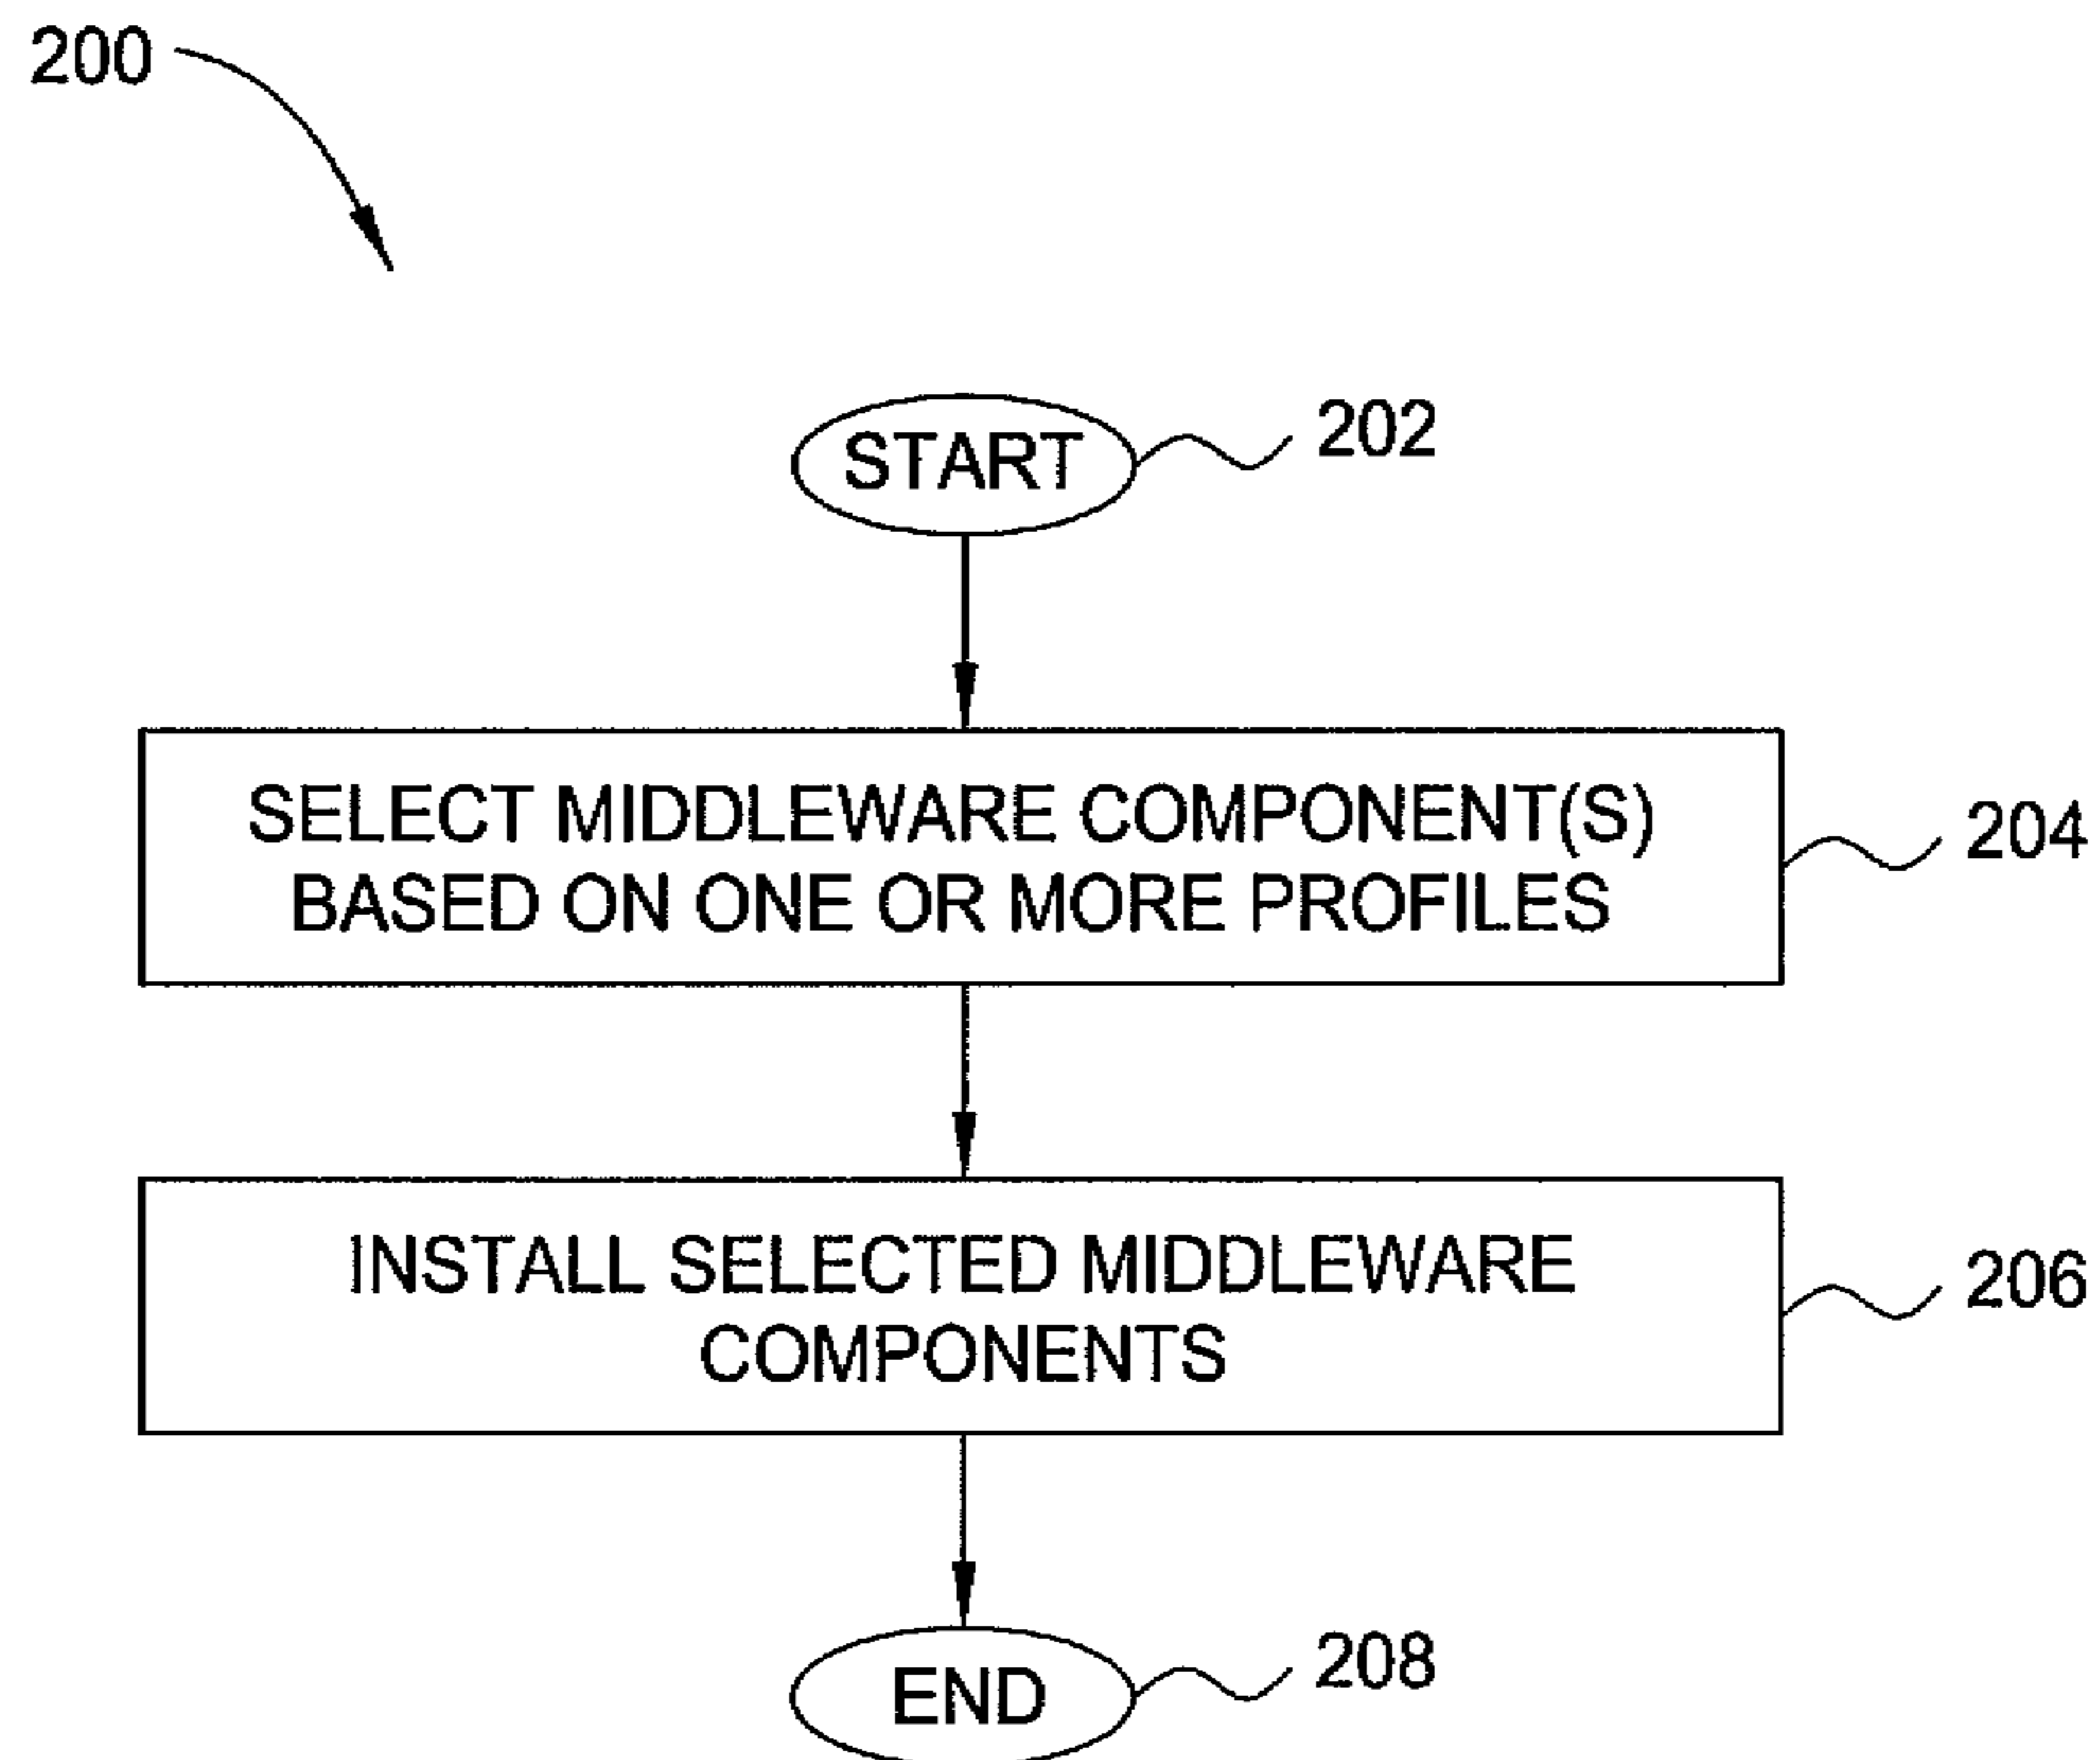 200
START
202
SELECT MIDDLEWARE COMPONENT(S)
BASED ON ONE OR MORE PROFILES
204
INSTALL SELECTED MIDDLEWARE
COMPONENTS
206
END
208